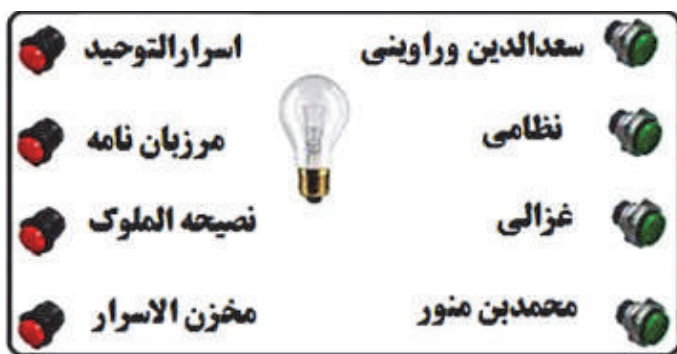 سعدالدین وراوینی
اسرارالتوحید
نظامی
مرزبان نامه
غزالی
نصیحه الملوک
محمدبن منور
مخزن الاسرار